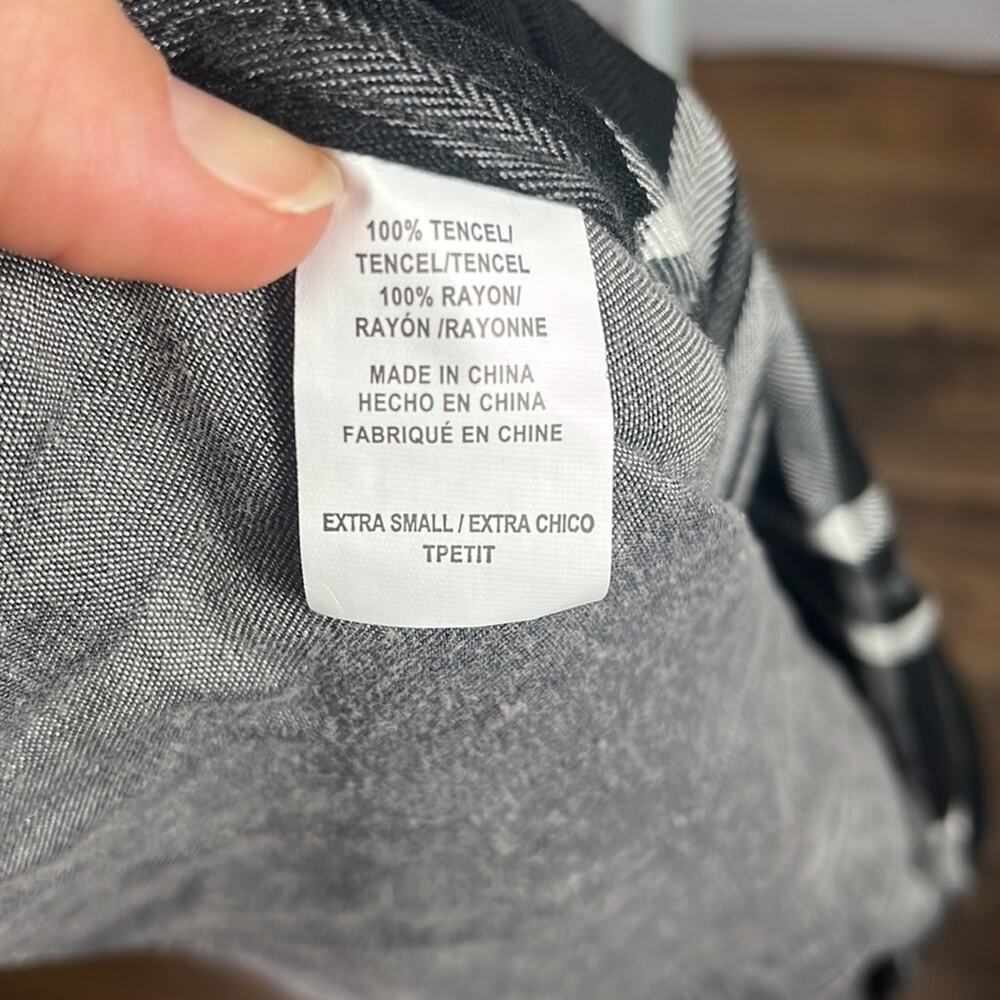 100% TENCEL/
TENCEL/TENCEL
100% RAYON/
RAYÓN /RAYONNE
MADE IN CHINA
HECHO EN CHINA
FABRIQUÉ EN CHINE
EXTRA SMALL / EXTRA CHICO
TPETIT